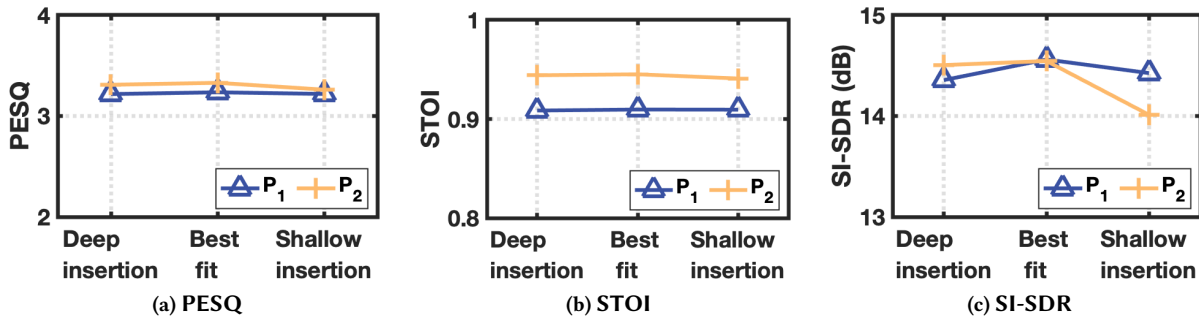 4
3
2
PESQ
P1 P2
Deep insertion
Best fit
Shallow insertion
(a) PESQ
1
0.9
0.8
STOI
P1 P2
Deep insertion
Best fit
Shallow insertion
(b) STOI
15
14
13
SI-SDR (dB)
P1 P2
Deep insertion
Best fit
Shallow insertion
(c) SI-SDR